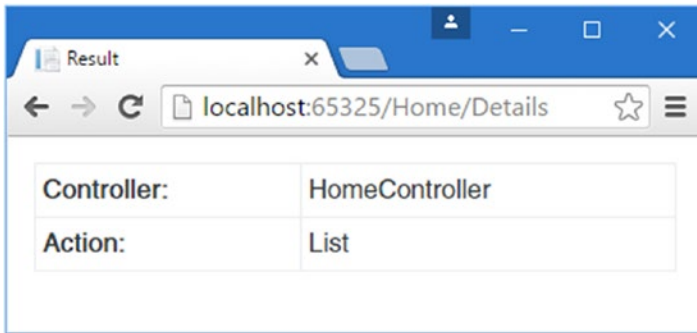 Result
localhost:65325/Home/Details
Controller: HomeController
Action: List